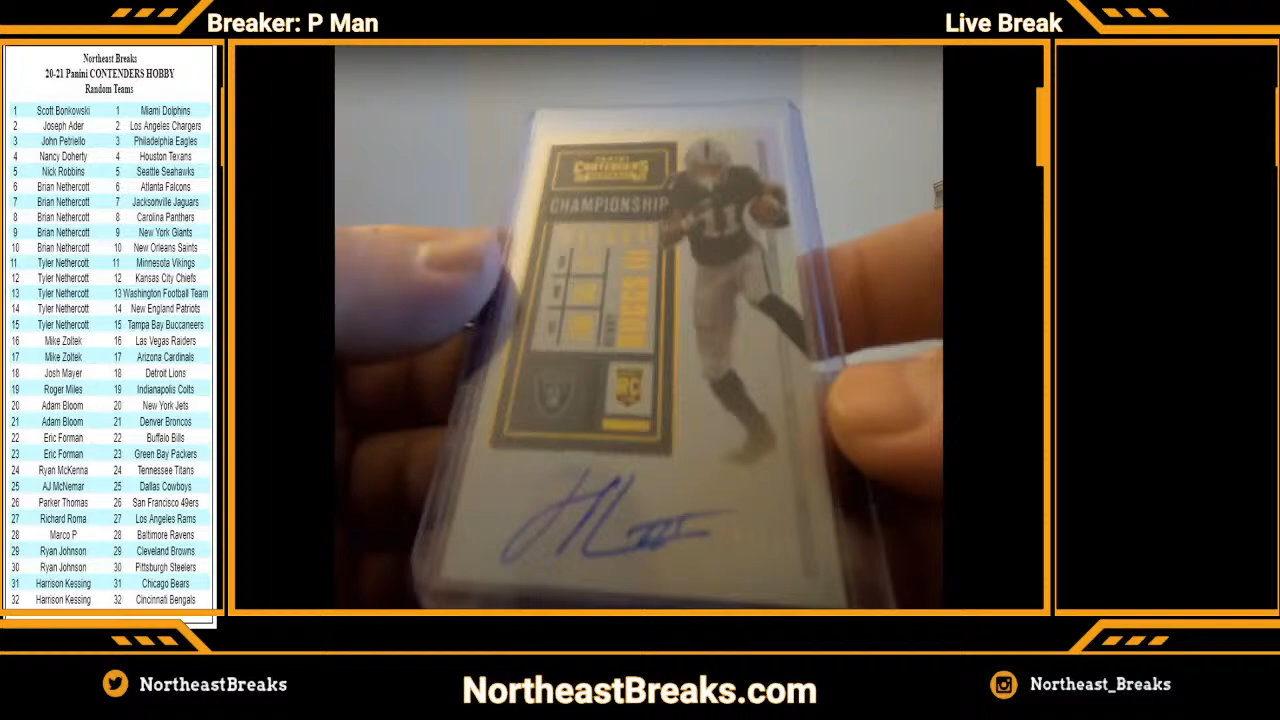 Breaker: P Man
Live Break
Northeast Breaks
20-21 Panini CONTENDERS HOBBY
Random Teams
1 Scott Bonkowski 1 Miami Dolphins
2 Joseph Ader 2 Los Angeles Chargers
3 John Petriello 3 Philadelphia Eagles
4 Nancy Doherty 4 Houston Texans
5 Nick Robbins 5 Seattle Seahawks
6 Brian Nethercott 6 Atlanta Falcons
7 Brian Nethercott 7 Jacksonville Jaguars
8 Brian Nethercott 8 Carolina Panthers
9 Brian Nethercott 9 New York Giants
10 Brian Nethercott 10 New Orleans Saints
11 Tyler Nethercott 11 Minnesota Vikings
12 Tyler Nethercott 12 Kansas City Chiefs
13 Tyler Nethercott 13 Washington Football Team
14 Tyler Nethercott 14 New England Patriots
15 Tyler Nethercott 15 Tampa Bay Buccaneers
16 Mike Zoltek 16 Las Vegas Raiders
17 Mike Zoltek 17 Arizona Cardinals
18 Josh Mayer 18 Detroit Lions
19 Roger Miles 19 Indianapolis Colts
20 Adam Bloom 20 New York Jets
21 Adam Bloom 21 Denver Broncos
22 Eric Forman 22 Buffalo Bills
23 Eric Forman 23 Green Bay Packers
24 Ryan McKenna 24 Tennessee Titans
25 AJ McNemar 25 Dallas Cowboys
26 Parker Thomas 26 San Francisco 49ers
27 Richard Roma 27 Los Angeles Rams
28 Marco P 28 Baltimore Ravens
29 Ryan Johnson 29 Cleveland Browns
30 Ryan Johnson 30 Pittsburgh Steelers
31 Harrison Kessing 31 Chicago Bears
32 Harrison Kessing 32 Cincinnati Bengals
CONTENDERS
CHAMPIONSHIP
TICKET
HENRY
RUGGS III
11
RC
NortheastBreaks
NortheastBreaks.com
Northeast_Breaks